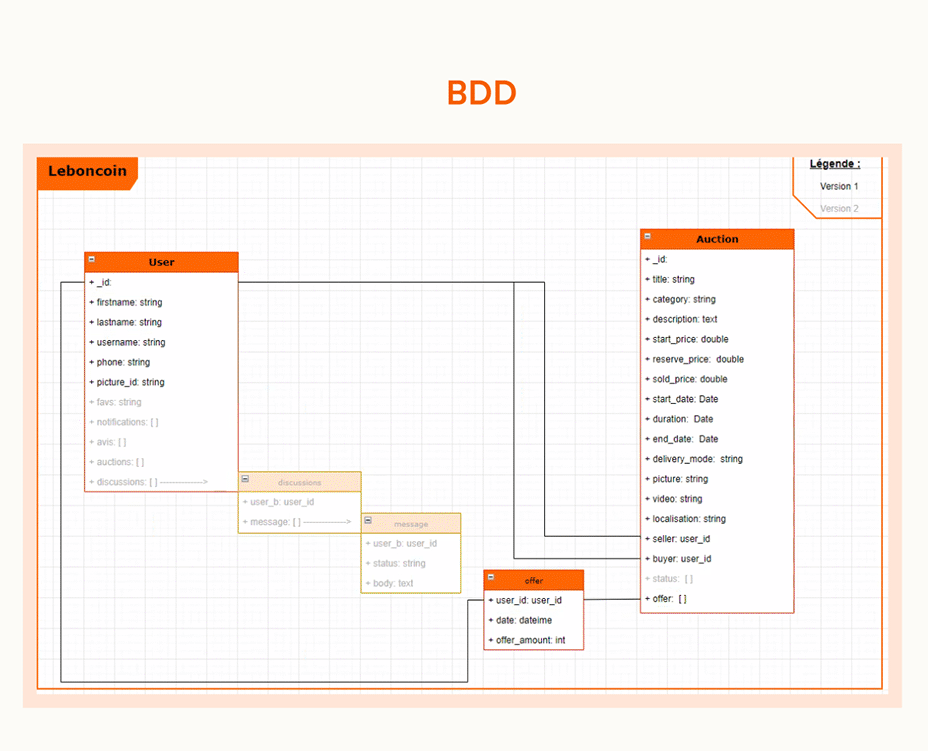 BDD
Leboncoin
Légende :
Version 1
Version 2
User
+ _id:
+ firstname: string
+ lastname: string
+ username: string
+ phone: string
+ picture_id: string
+ favs: string
+ notifications: [ ]
+ avis: [ ]
+ auctions: [ ]
+ discussions: [ ] -------------->
discussions
+ user_b: user_id
+ message: [ ] -------------->
message
+ user_b: user_id
+ status: string
+ body: text
offer
+ user_id: user_id
+ date: dateime
+ offer_amount: int
Auction
+ _id:
+ title: string
+ category: string
+ description: text
+ start_price: double
+ reserve_price: double
+ sold_price: double
+ start_date: Date
+ duration: Date
+ end_date: Date
+ delivery_mode: string
+ picture: string
+ video: string
+ localisation: string
+ seller: user_id
+ buyer: user_id
+ status: [ ]
+ offer: [ ]